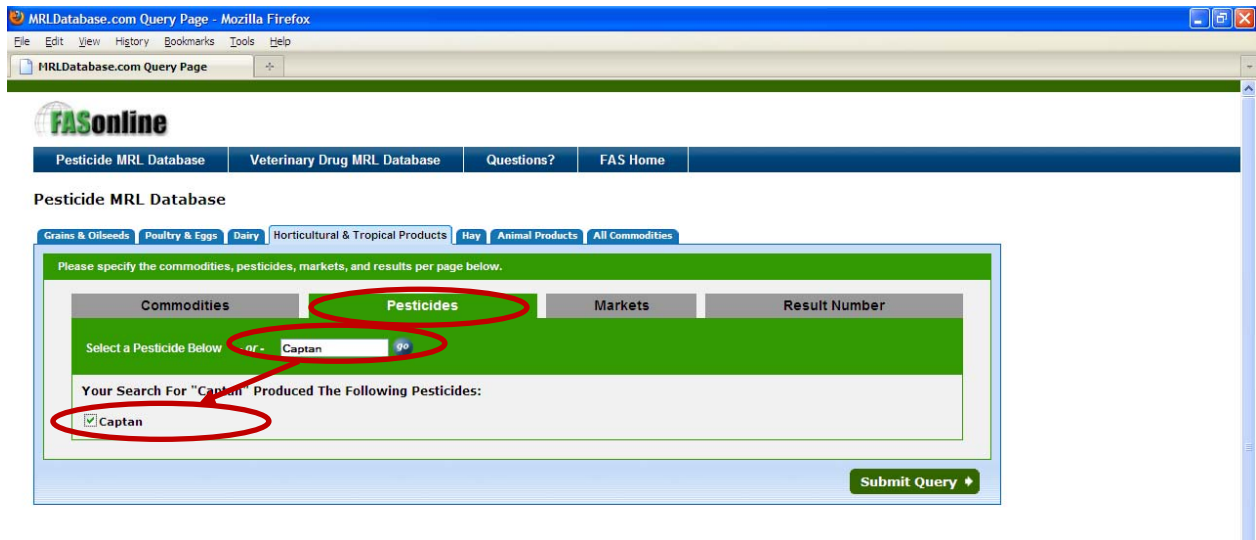 MRLDatabase.com Query Page - Mozilla Firefox
File Edit View History Bookmarks Tools Help
MRLDatabase.com Query Page
FASonline
Pesticide MRL Database Veterinary Drug MRL Database Questions? FAS Home
Pesticide MRL Database
Grains & Oilseeds Poultry & Eggs Dairy Horticultural & Tropical Products Hay Animal Products All Commodities
Please specify the commodities, pesticides, markets, and results per page below.
Commodities Pesticides Markets Result Number
Select a Pesticide Below - or - Captan go
Your Search For "Captan" Produced The Following Pesticides:
Captan
Submit Query